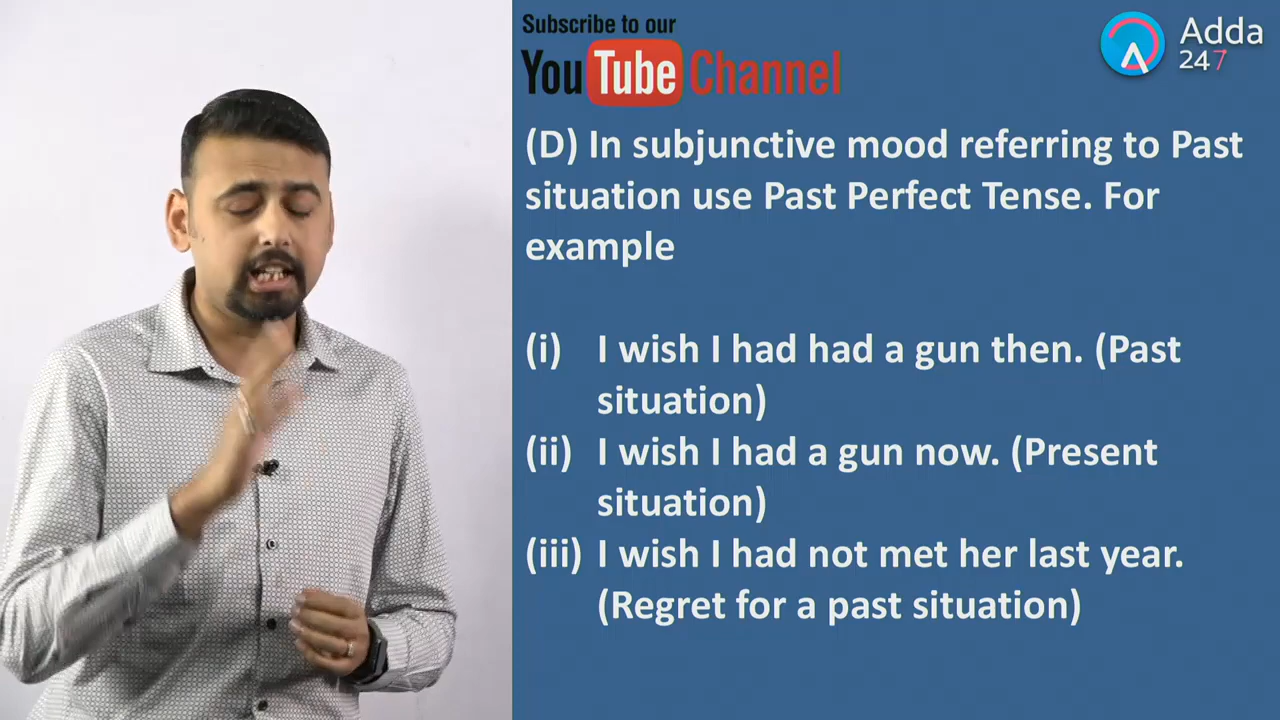 Subscribe to our
YouTube Channel
Adda
247
(D) In subjunctive mood referring to Past
situation use Past Perfect Tense. For
example
(i) I wish I had had a gun then. (Past
situation)
(ii) I wish I had a gun now. (Present
situation)
(iii) I wish I had not met her last year.
(Regret for a past situation)